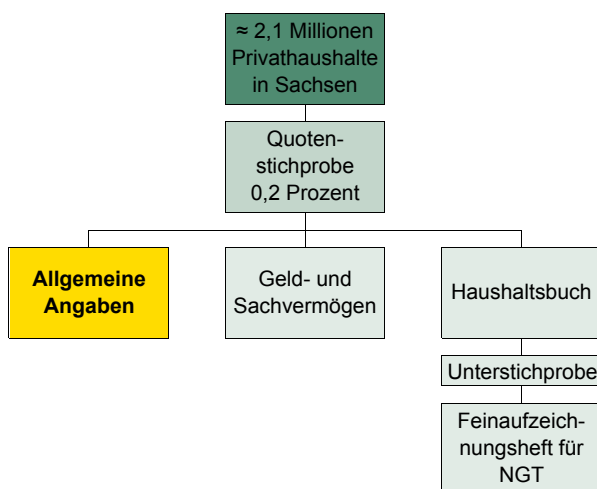 ≈ 2,1 Millionen
Privathaushalte
in Sachsen
Quoten-
stichprobe
0,2 Prozent
Allgemeine
Angaben
Geld- und
Sachvermögen
Haushaltsbuch
Unterstichprobe
Feinaufzeich-
nungsheft für
NGT